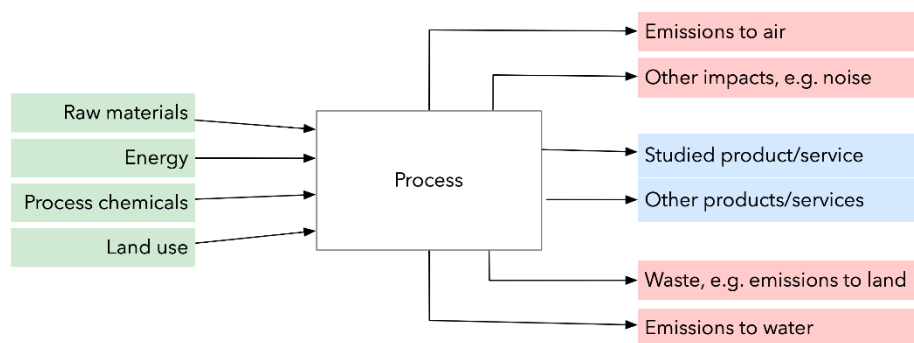 Emissions to air
Other impacts, e.g. noise
Raw materials
Energy
Process chemicals
Land use
Process
Studied product/service
Other products/services
Waste, e.g. emissions to land
Emissions to water